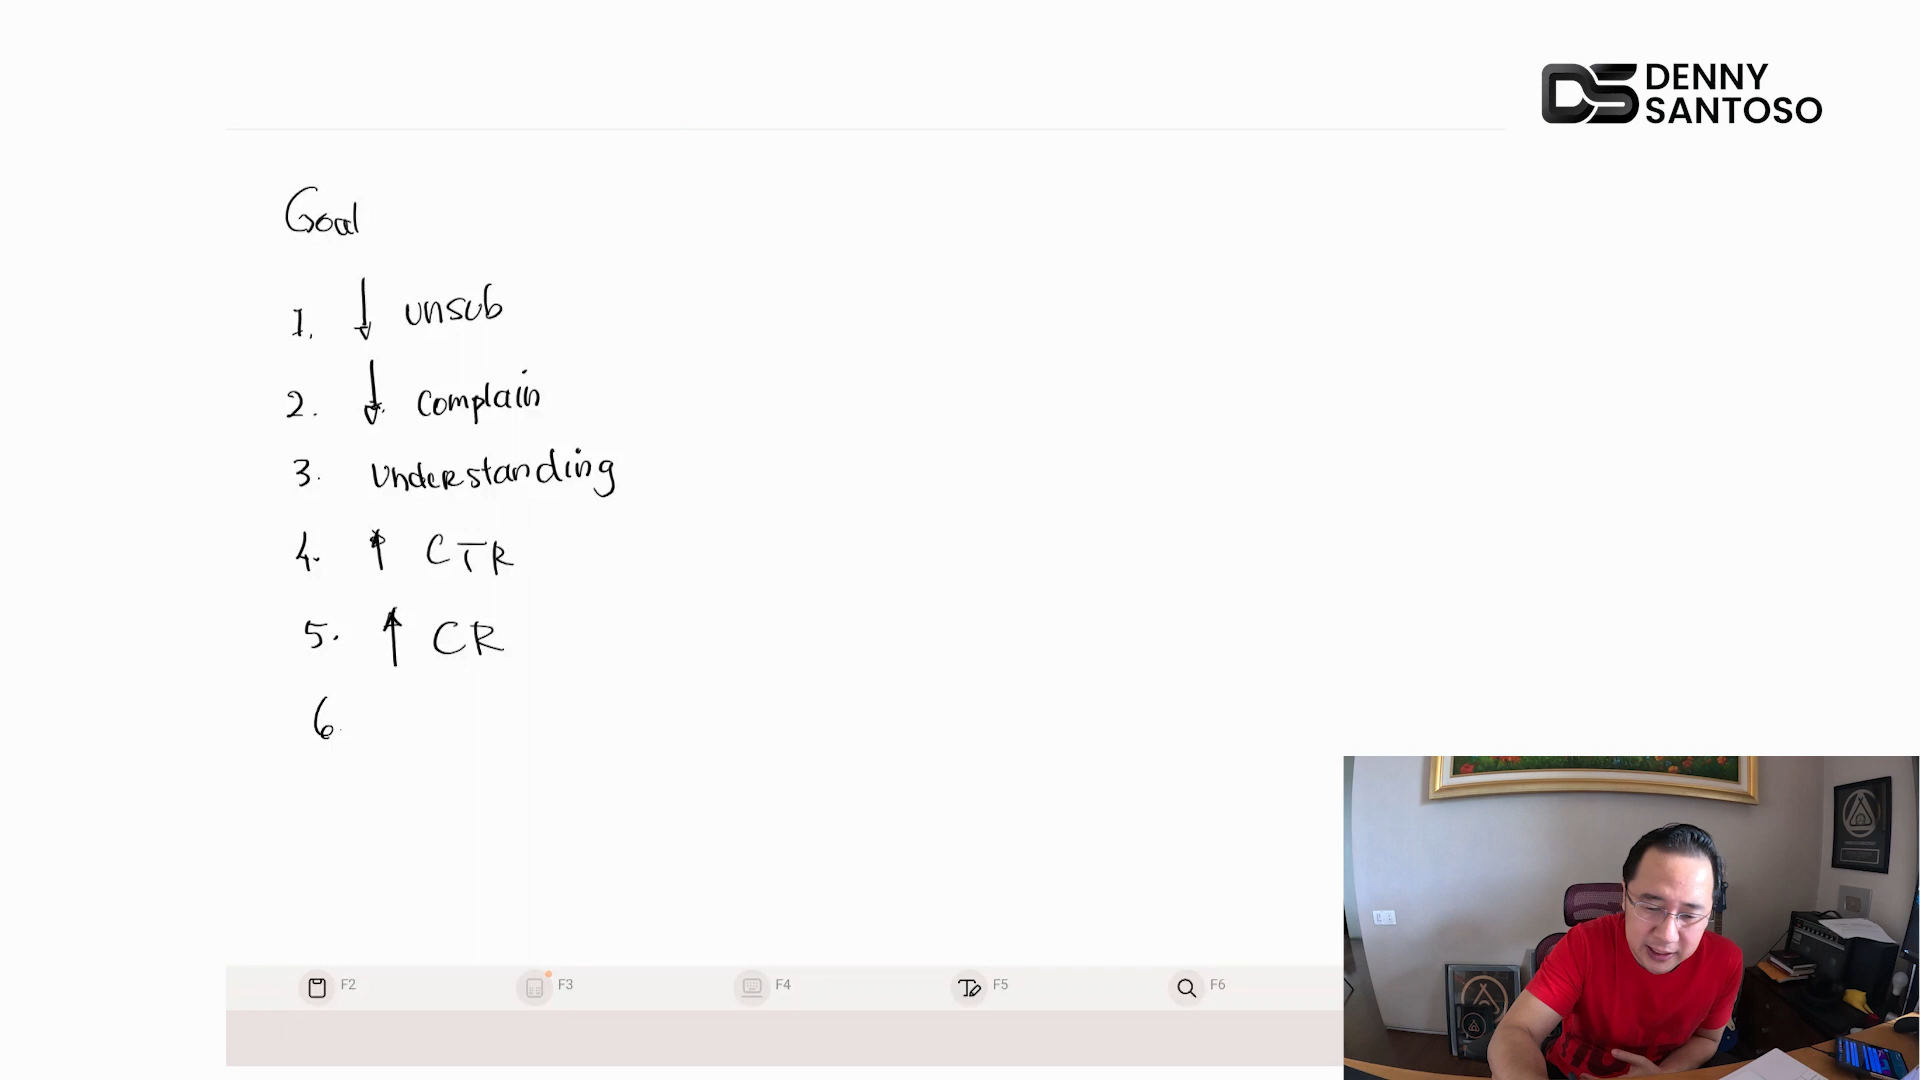 DENNY
SANTOSO
Goal
1. ↓ unsub
2. ↓ complain
3. Understanding
4. ↑ CTR
5. ↑ CR
6.
F2 F3 F4 F5 F6